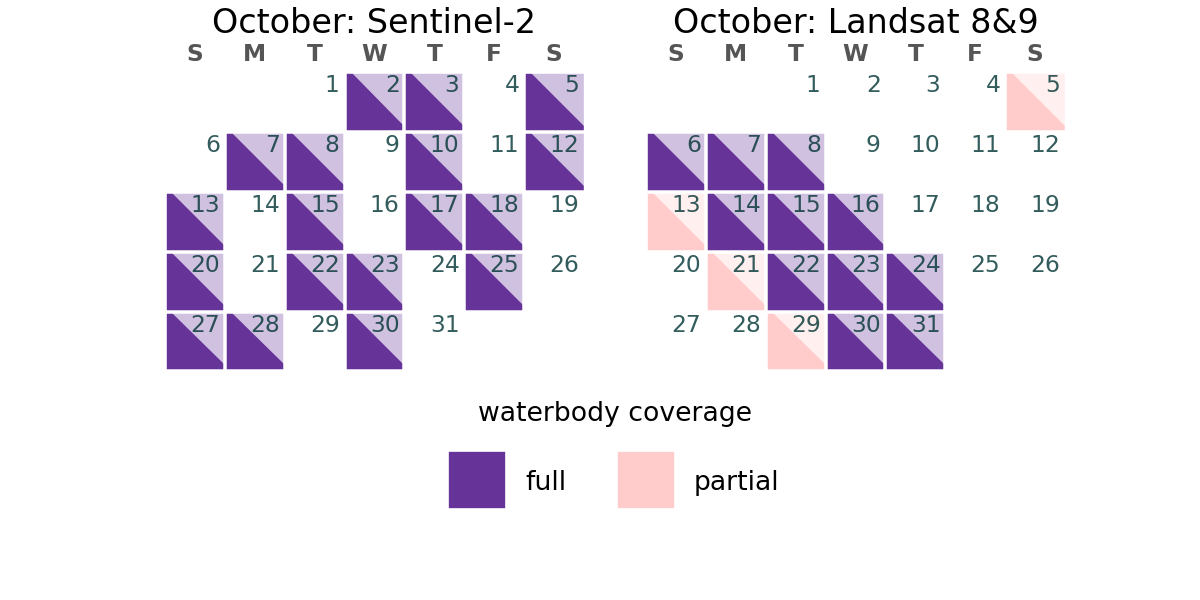 October: Sentinel-2
S M T W T F S
1 2 3 4 5
6 7 8 9 10 11 12
13 14 15 16 17 18 19
20 21 22 23 24 25 26
27 28 29 30 31
October: Landsat 8&9
S M T W T F S
1 2 3 4 5
6 7 8 9 10 11 12
13 14 15 16 17 18 19
20 21 22 23 24 25 26
27 28 29 30 31
waterbody coverage
full partial